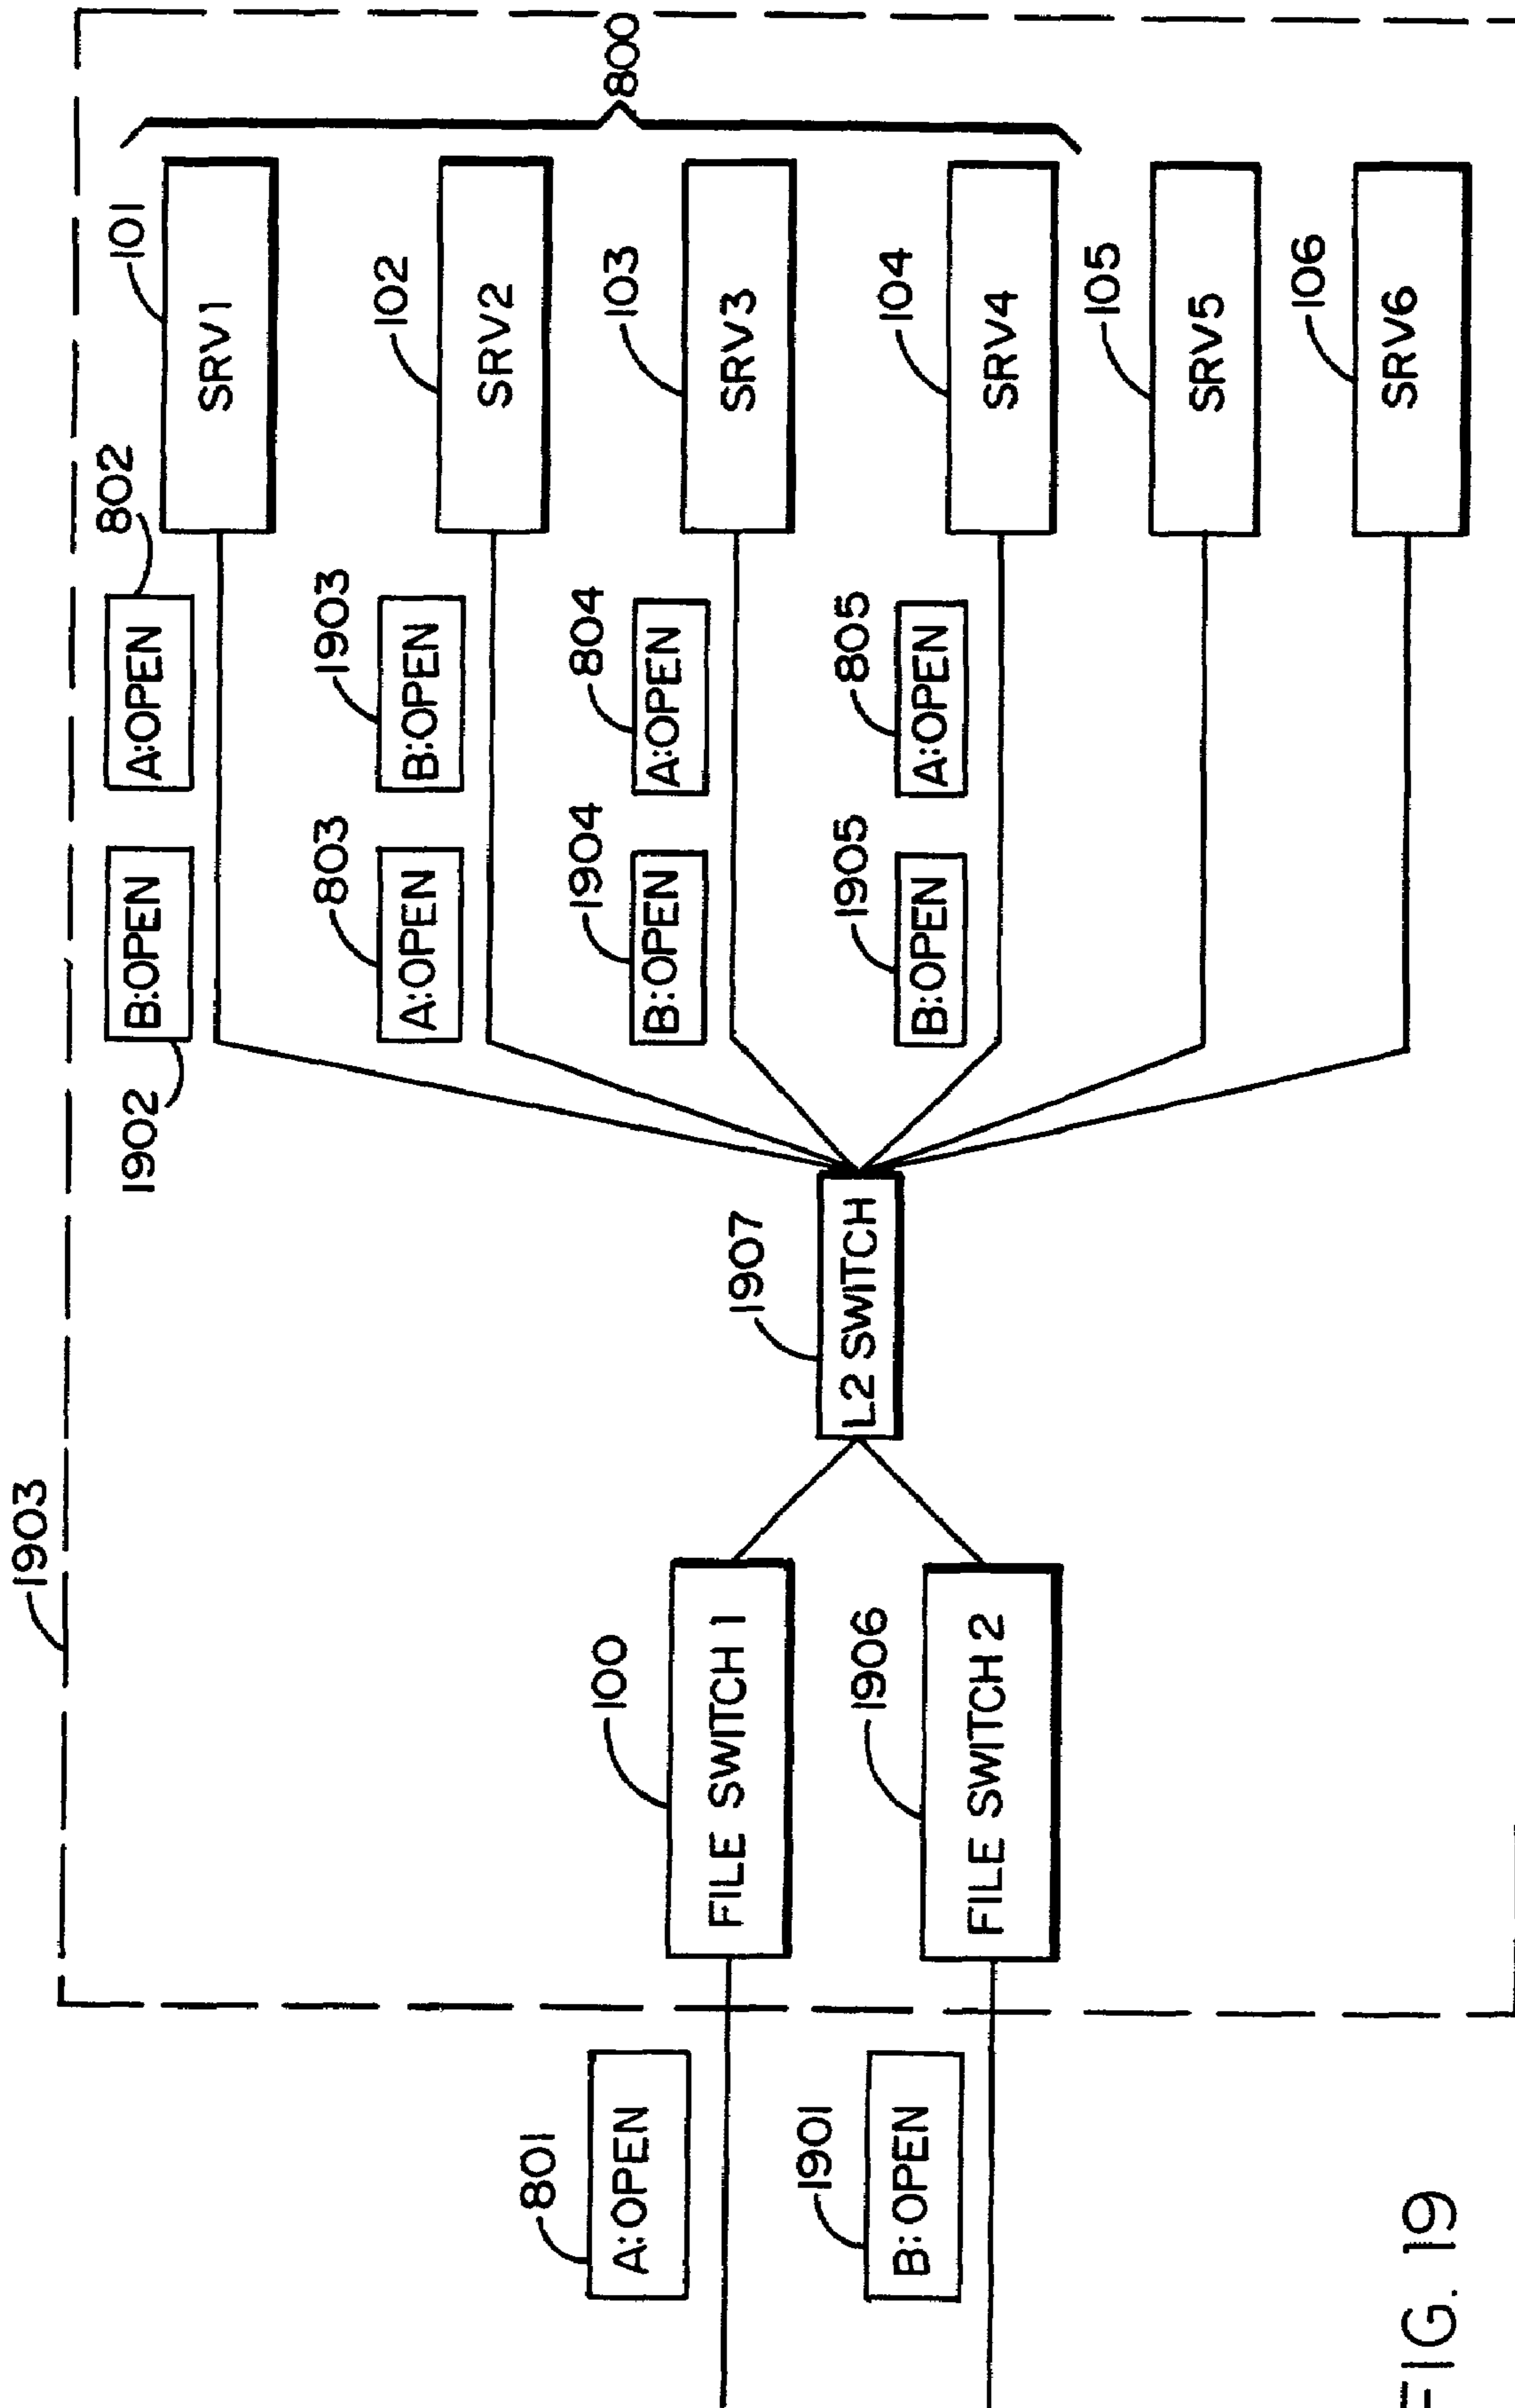 1903
801
A:OPEN
1901
B:OPEN
100
FILE SWITCH 1
1906
FILE SWITCH 2
1907
L2 SWITCH
1902
B:OPEN
A:OPEN
802
101
SRV1
803
A:OPEN
1903
B:OPEN
102
SRV2
1904
B:OPEN
804
A:OPEN
103
SRV3
1905
B:OPEN
805
A:OPEN
104
SRV4
105
SRV5
106
SRV6
800
FIG. 19